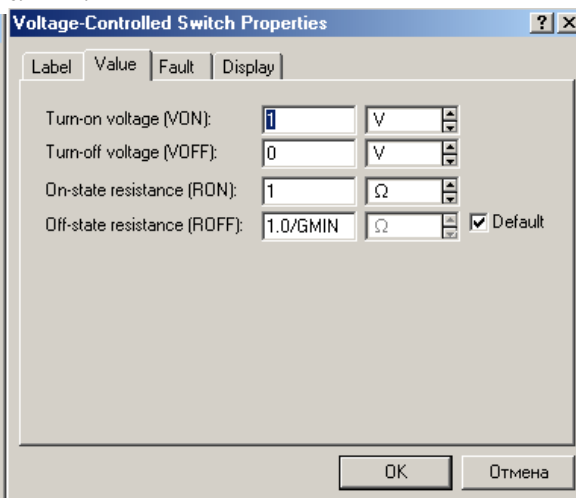 Voltage-Controlled Switch Properties ? ×
Label Value Fault Display
Turn-on voltage (VON): 1 V
Turn-off voltage (VOFF): 0 V
On-state resistance (RON): 1 Ω
Off-state resistance (ROFF): 1.0/GMIN Ω Default
OK Отмена